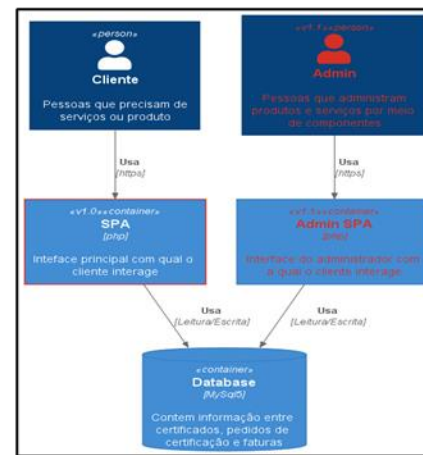 «person»
Cliente
Pessoas que precisam de
serviços ou produto
«v1.1»«person»
Admin
Pessoas que administram
produtos e serviços por meio
de componentes
Usa
[https]
Usa
[https]
«v1.0»«container»
SPA
[php]
Inteface principal com qual o
cliente interage
«v1.1»«container»
Admin SPA
[php]
Interface do administrador com
a qual o cliente interage
Usa
[Leitura/Escrita]
Usa
[Leitura/Escrita]
«container»
Database
[MySql5]
Contem informação entre
certificados, pedidos de
certificação e faturas